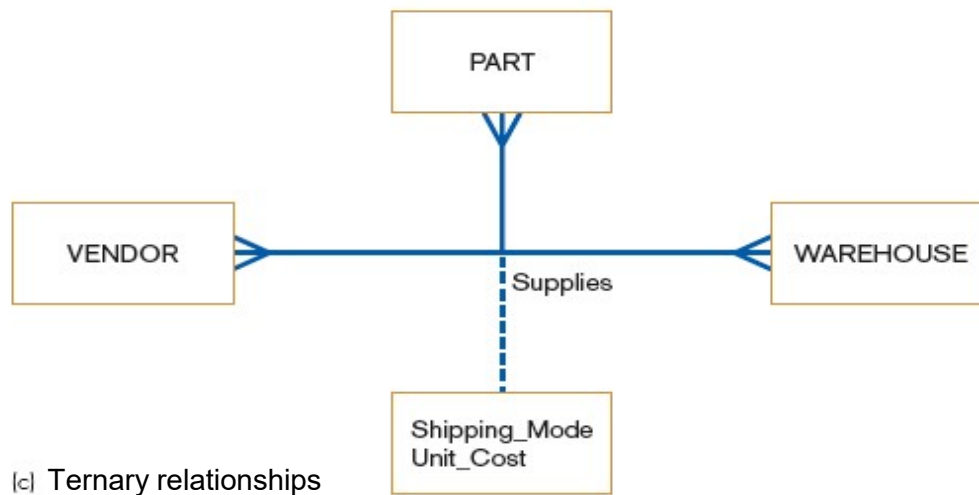 PART
VENDOR
WAREHOUSE
Supplies
Shipping_Mode
Unit_Cost
(c) Ternary relationships